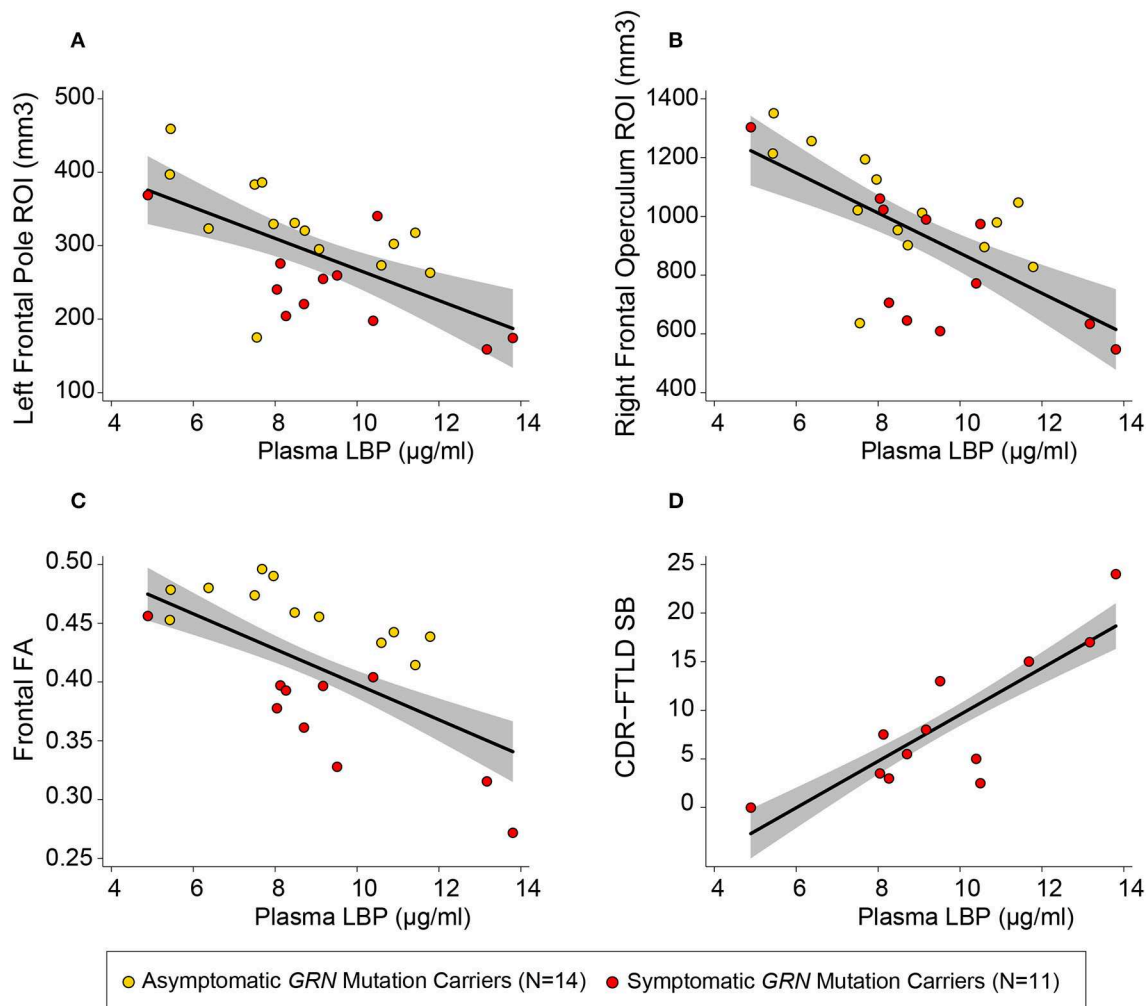 A
Left Frontal Pole ROI (mm3)
500
400
300
200
100
4 6 8 10 12 14
Plasma LBP (µg/ml)
B
Right Frontal Operculum ROI (mm3)
1400
1200
1000
800
600
400
4 6 8 10 12 14
Plasma LBP (µg/ml)
C
Frontal FA
0.50
0.45
0.40
0.35
0.30
0.25
4 6 8 10 12 14
Plasma LBP (µg/ml)
D
CDR−FTLD SB
25
20
15
10
5
0
4 6 8 10 12 14
Plasma LBP (µg/ml)
Asymptomatic GRN Mutation Carriers (N=14) Symptomatic GRN Mutation Carriers (N=11)